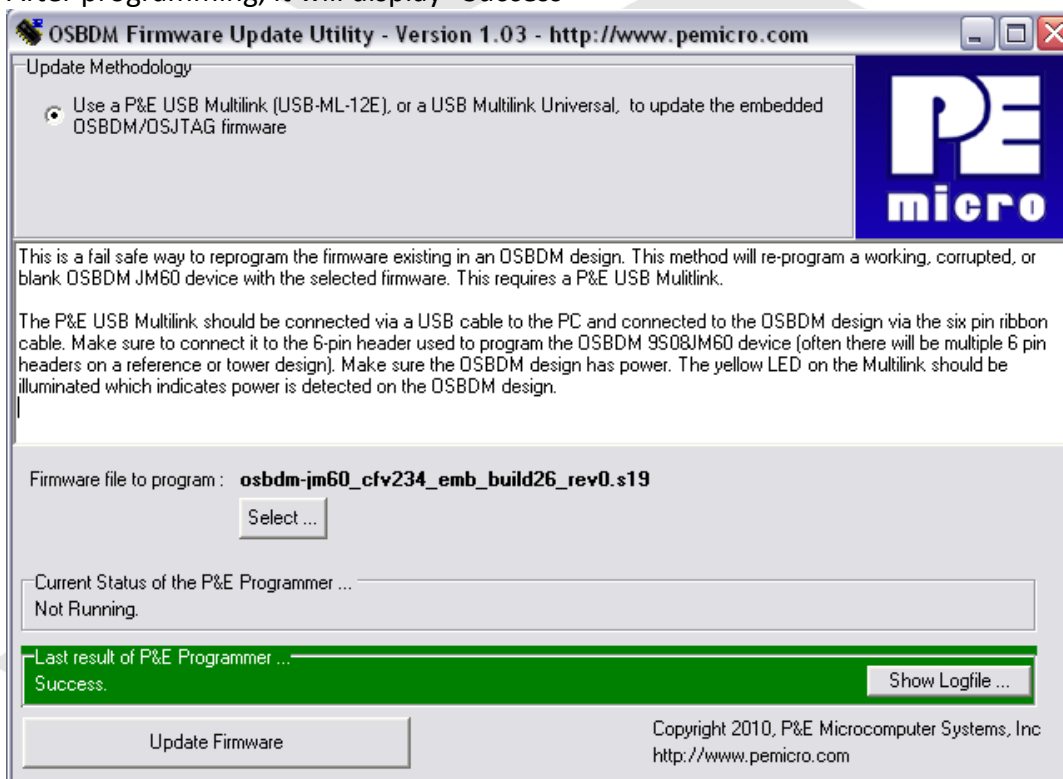 After programming, it will display "Success"
OSBDM Firmware Update Utility - Version 1.03 - http://www.pemicro.com
Update Methodology
Use a P&E USB Multilink (USB-ML-12E), or a USB Multilink Universal,  to update the embedded
OSBDM/OSJTAG firmware
PE
micro
This is a fail safe way to reprogram the firmware existing in an OSBDM design. This method will re-program a working, corrupted, or
blank OSBDM JM60 device with the selected firmware. This requires a P&E USB Mulitlink.
The P&E USB Multilink should be connected via a USB cable to the PC and connected to the OSBDM design via the six pin ribbon
cable. Make sure to connect it to the 6-pin header used to program the OSBDM 9S08JM60 device (often there will be multiple 6 pin
headers on a reference or tower design). Make sure the OSBDM design has power. The yellow LED on the Multilink should be
illuminated which indicates power is detected on the OSBDM design.
Firmware file to program : osbdm-jm60_cfv234_emb_build26_rev0.s19
Select ...
Current Status of the P&E Programmer ...
Not Running.
Last result of P&E Programmer ...
Success.
Show Logfile ...
Update Firmware
Copyright 2010, P&E Microcomputer Systems, Inc
http://www.pemicro.com